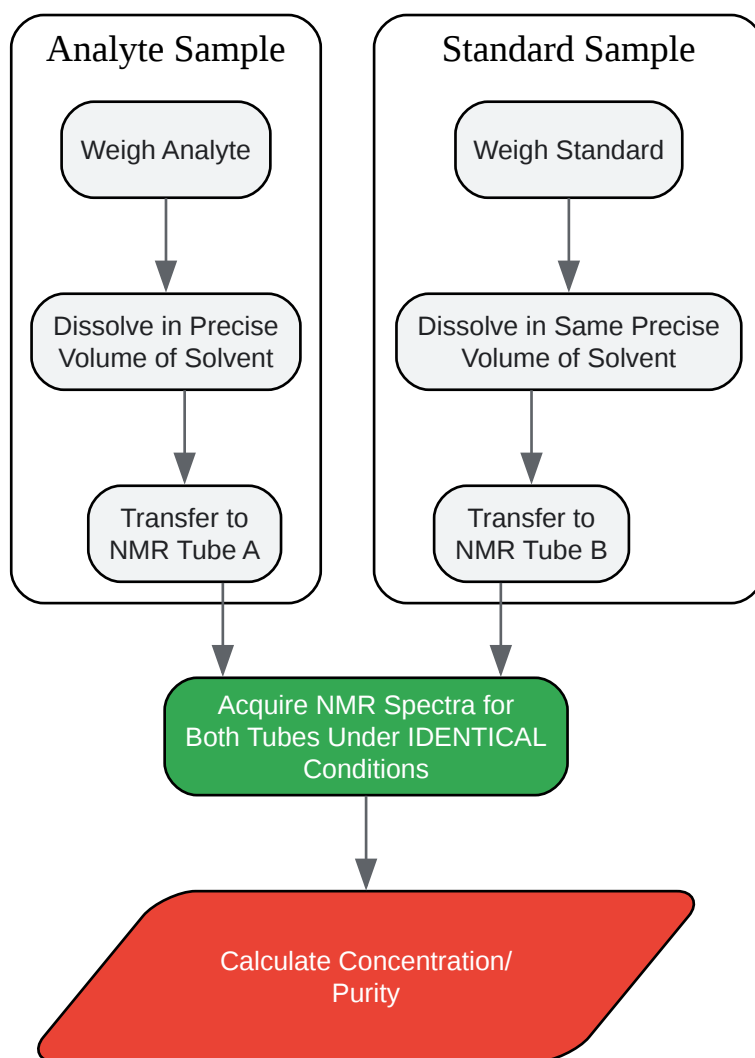 Analyte Sample
Weigh Analyte
Dissolve in Precise
Volume of Solvent
Transfer to
NMR Tube A
Standard Sample
Weigh Standard
Dissolve in Same Precise
Volume of Solvent
Transfer to
NMR Tube B
Acquire NMR Spectra for
Both Tubes Under IDENTICAL
Conditions
Calculate Concentration/
Purity